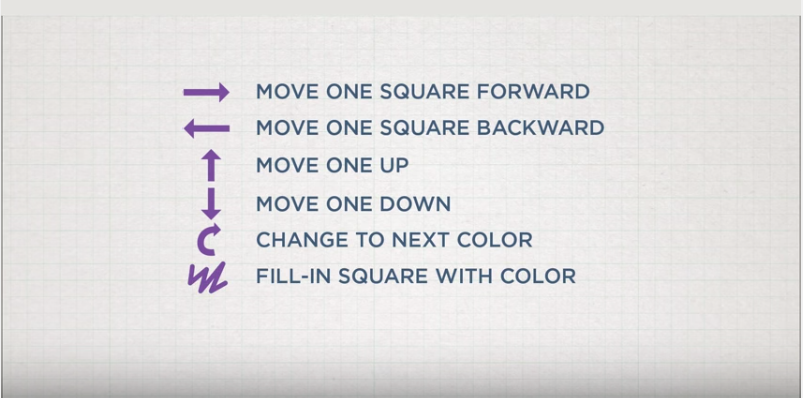 MOVE ONE SQUARE FORWARD
MOVE ONE SQUARE BACKWARD
MOVE ONE UP
MOVE ONE DOWN
CHANGE TO NEXT COLOR
FILL-IN SQUARE WITH COLOR